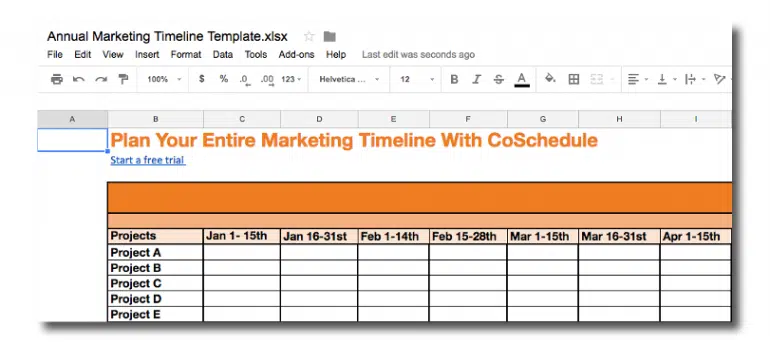 Annual Marketing Timeline Template.xlsx
File Edit View Insert Format Data Tools Add-ons Help Last edit was seconds ago
100% $ % .0 .00 123 Helvetica ... 12 B I S A
A B C D E F G H I
Plan Your Entire Marketing Timeline With CoSchedule
Start a free trial
Projects Jan 1- 15th Jan 16-31st Feb 1-14th Feb 15-28th Mar 1-15th Mar 16-31st Apr 1-15th
Project A
Project B
Project C
Project D
Project E